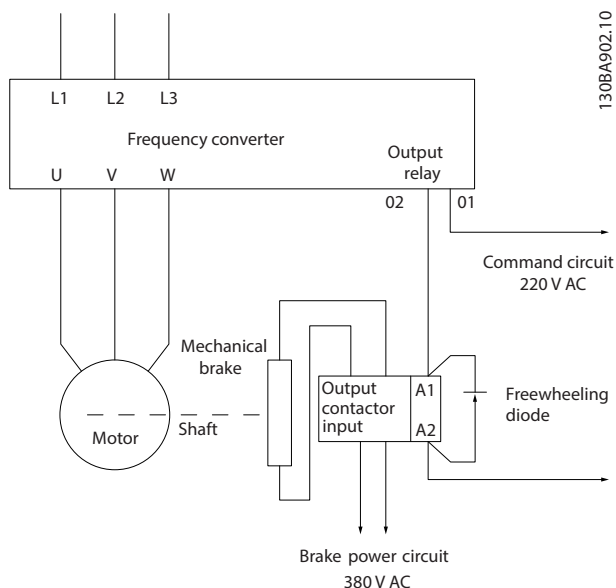 130BA902.10
L1 L2 L3
Frequency converter
U V W
Output
relay
02 01
Command circuit
220 V AC
Mechanical
brake
Output
contactor
input
A1
A2
Freewheeling
diode
Motor
Shaft
Brake power circuit
380 V AC